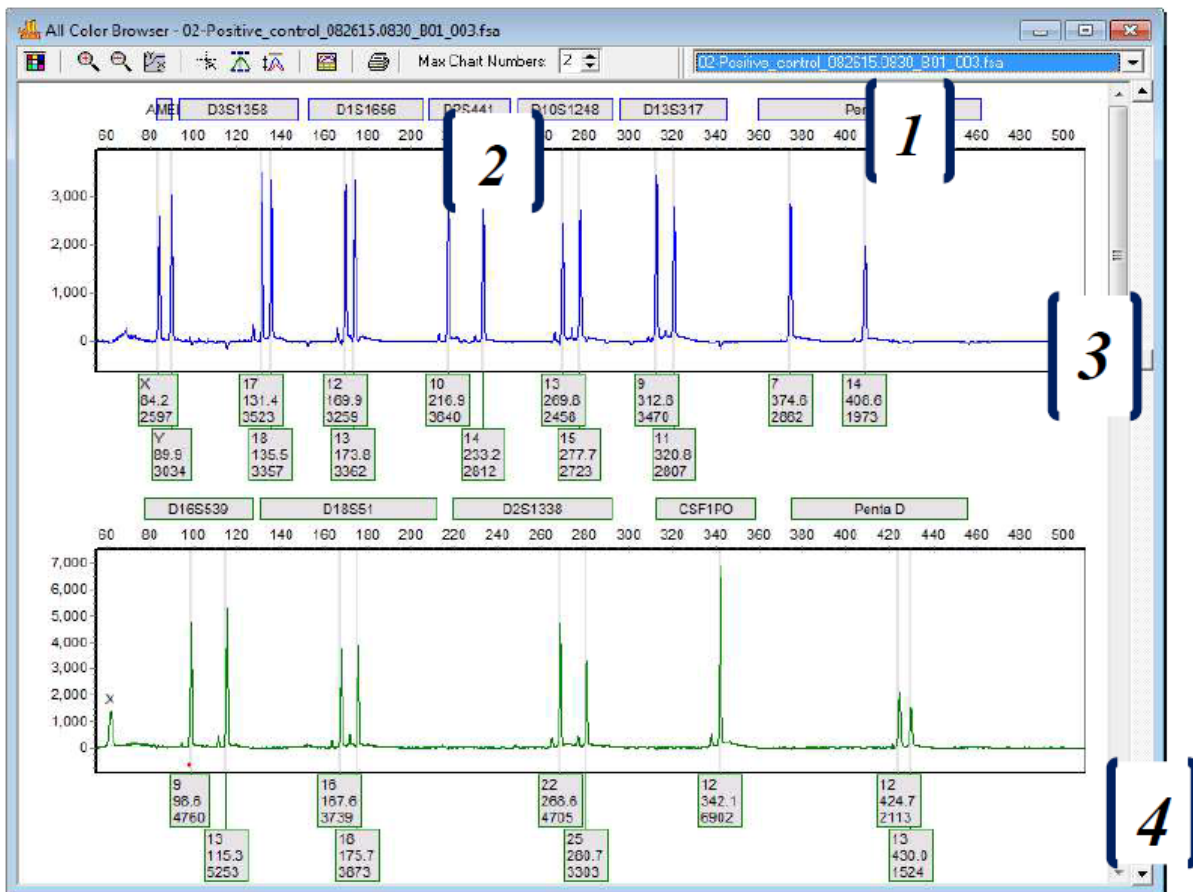 All Color Browser - 02-Positive_control_082615.0830_B01_003.fsa
Max Chart Numbers: 2 02-Positive_control_082615.0830_B01_003.fsa
AMEL D3S1358 D1S1656 D2S441 D10S1248 D13S317 Pen
60 80 100 120 140 160 180 200 2 260 280 300 320 340 360 380 400 4 460 480 500
1
2
3,000
2,000
1,000
0
3
X 17 12 10 13 9 7 14
84.2 131.4 169.9 216.9 269.8 312.8 374.6 408.6
2597 3523 3259 3640 2458 3470 2862 1973
Y 18 13 14 15 11
89.9 135.5 173.8 233.2 277.7 320.8
3034 3357 3362 2812 2723 2807
D16S539 D18S51 D2S1338 CSF1PO Penta D
60 80 100 120 140 160 180 200 220 240 260 280 300 320 340 360 380 400 420 440 460 480 500
7,000
6,000
5,000
4,000
3,000
2,000
X
1,000
0
9 16 22 12 12
98.6 167.6 268.6 342.1 424.7
4760 3739 4705 6902 2113
4
13 18 25 13
115.3 175.7 280.7 430.0
5253 3873 3303 1524